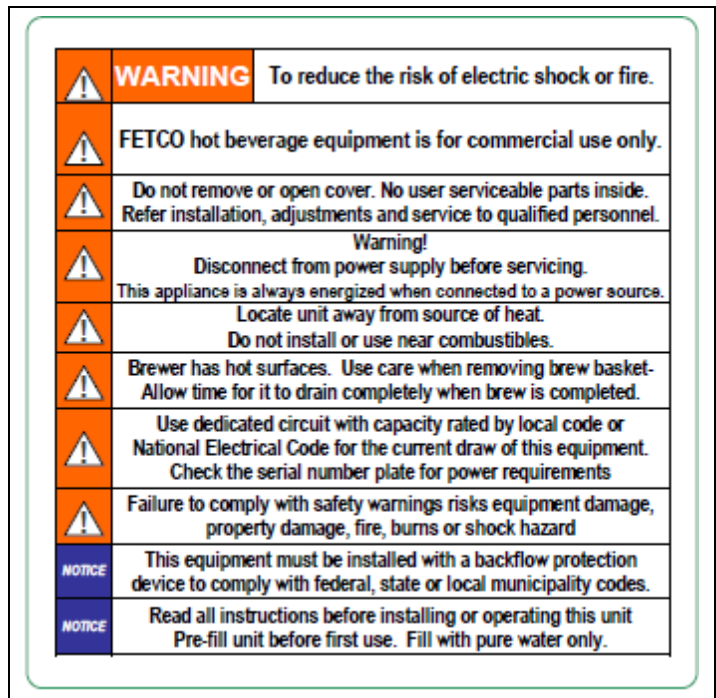 WARNING To reduce the risk of electric shock or fire.
FETCO hot beverage equipment is for commercial use only.
Do not remove or open cover. No user serviceable parts inside.
Refer installation, adjustments and service to qualified personnel.
Warning!
Disconnect from power supply before servicing.
This appliance is always energized when connected to a power source.
Locate unit away from source of heat.
Do not install or use near combustibles.
Brewer has hot surfaces. Use care when removing brew basket-
Allow time for it to drain completely when brew is completed.
Use dedicated circuit with capacity rated by local code or
National Electrical Code for the current draw of this equipment.
Check the serial number plate for power requirements
Failure to comply with safety warnings risks equipment damage,
property damage, fire, burns or shock hazard
NOTICE This equipment must be installed with a backflow protection
device to comply with federal, state or local municipality codes.
NOTICE Read all instructions before installing or operating this unit
Pre-fill unit before first use. Fill with pure water only.